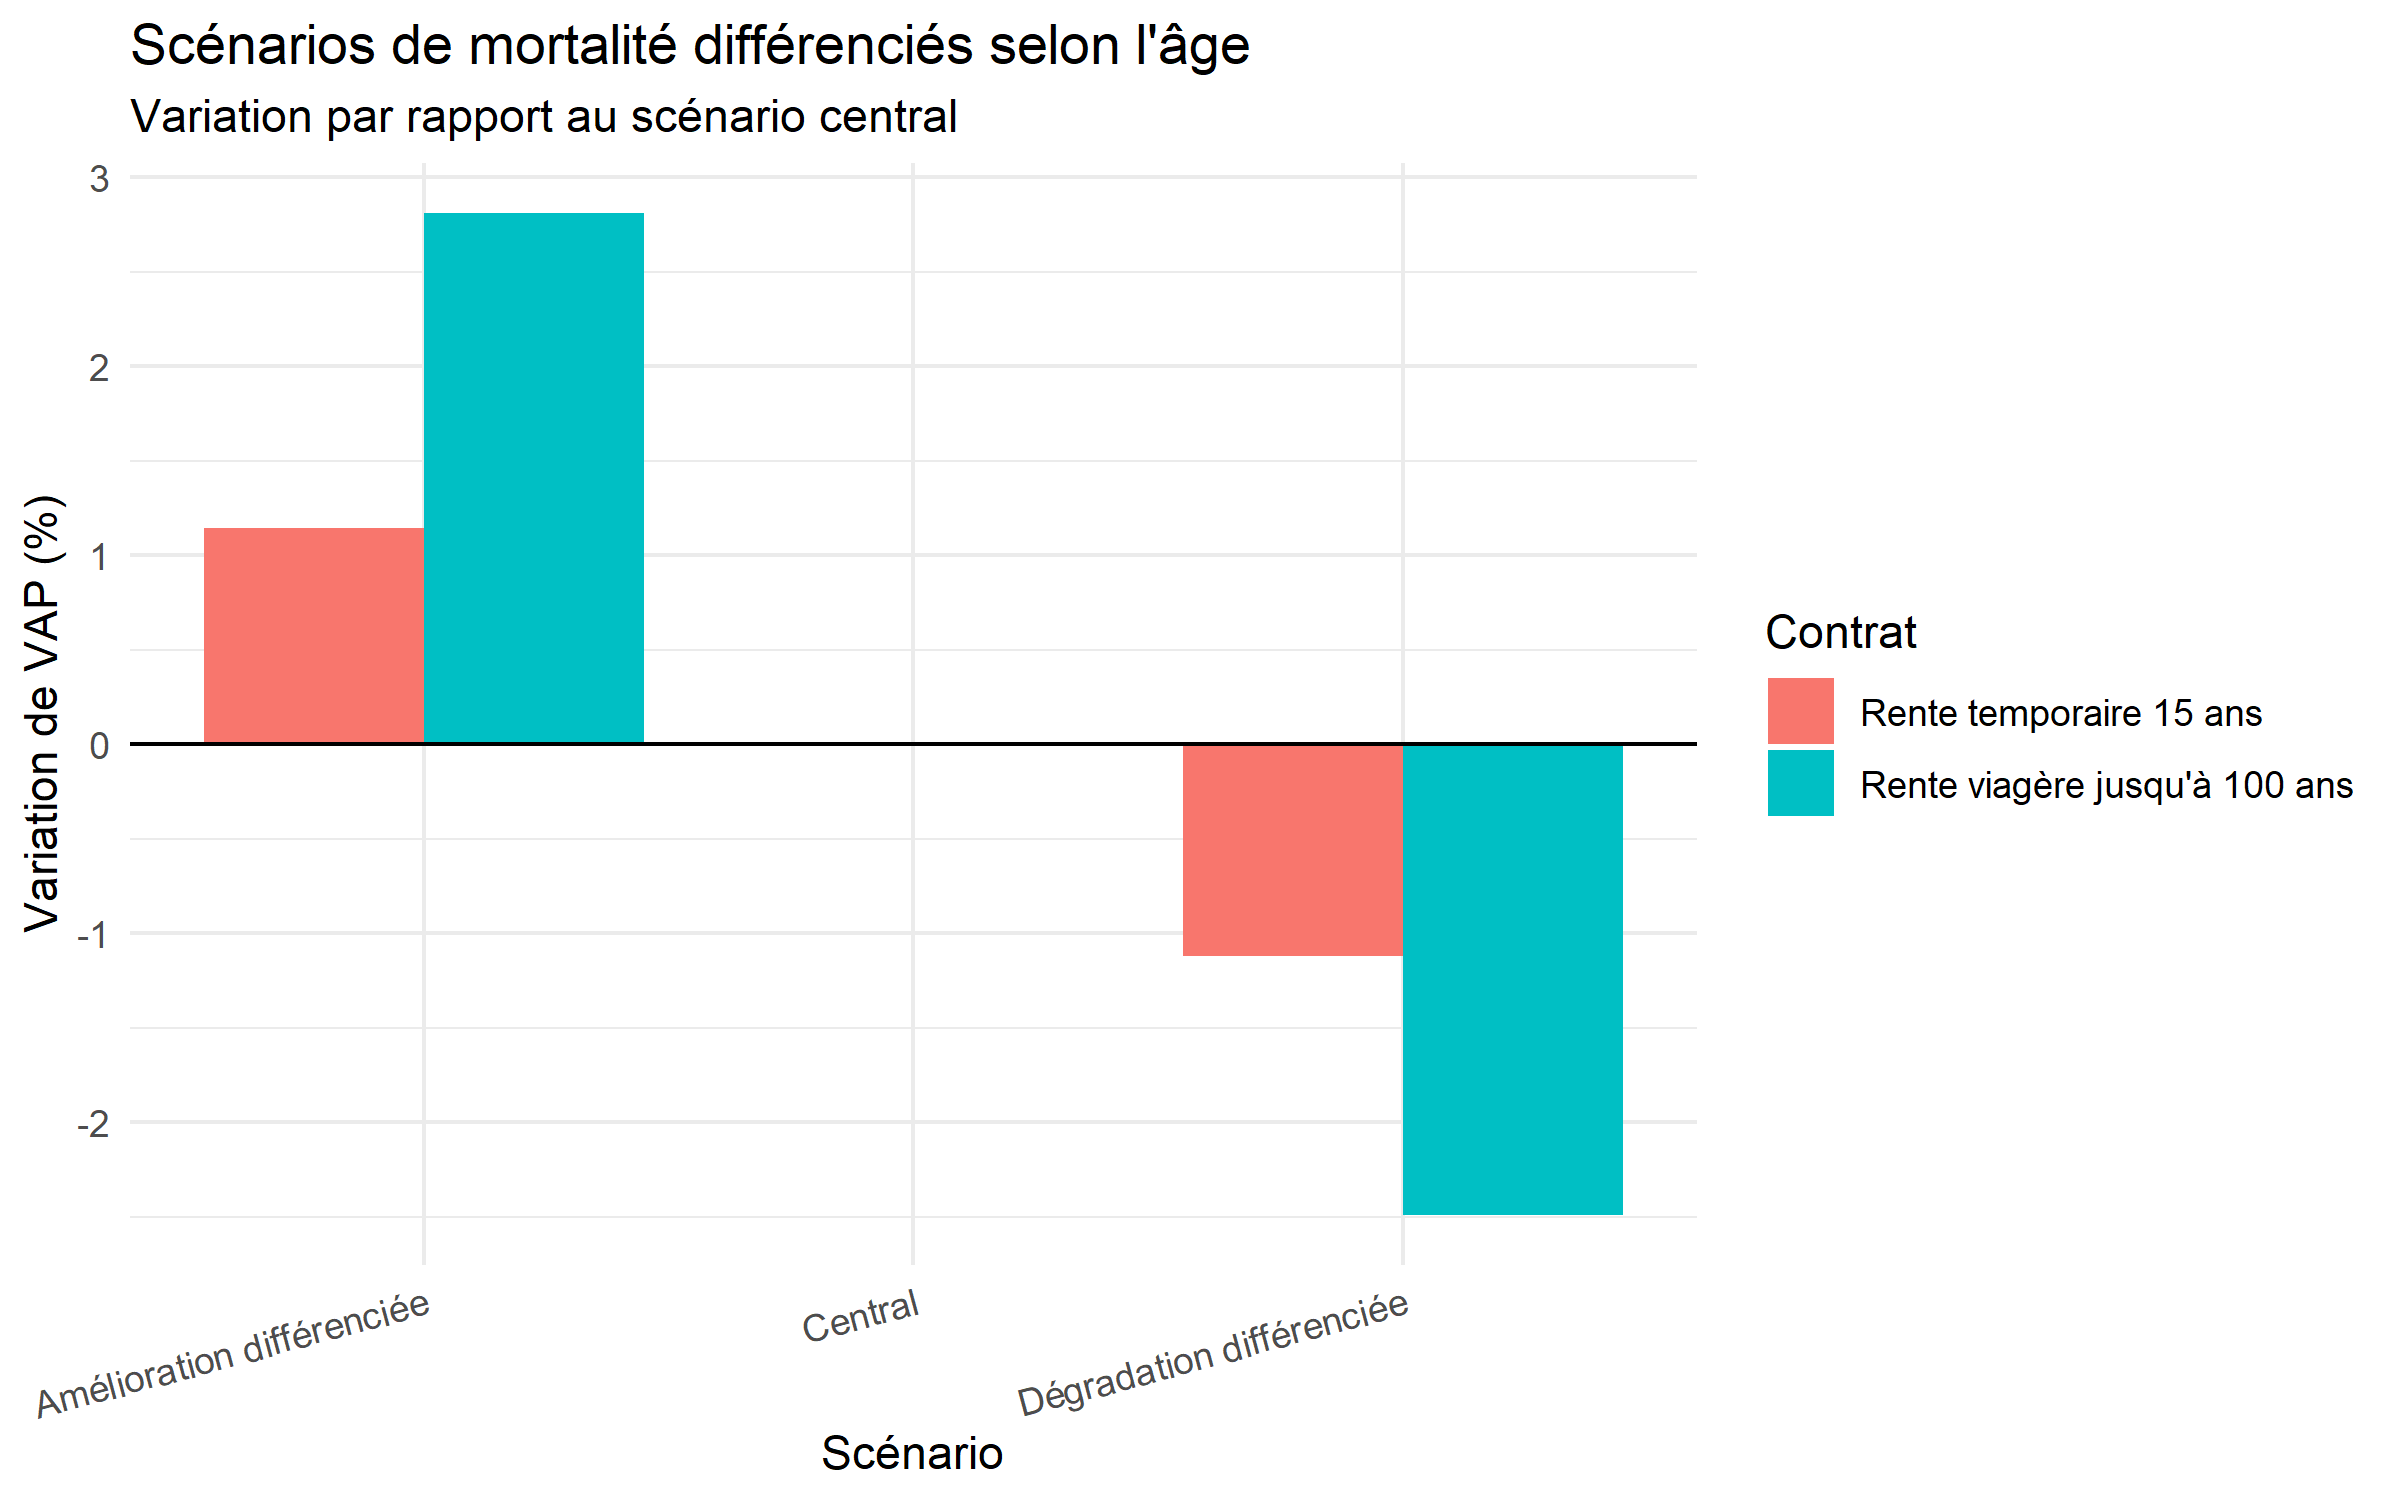 Scénarios de mortalité différenciés selon l'âge
Variation par rapport au scénario central
Variation de VAP (%)
3
2
1
0
-1
-2
Amélioration différenciée
Central
Dégradation différenciée
Scénario
Contrat
Rente temporaire 15 ans
Rente viagère jusqu'à 100 ans